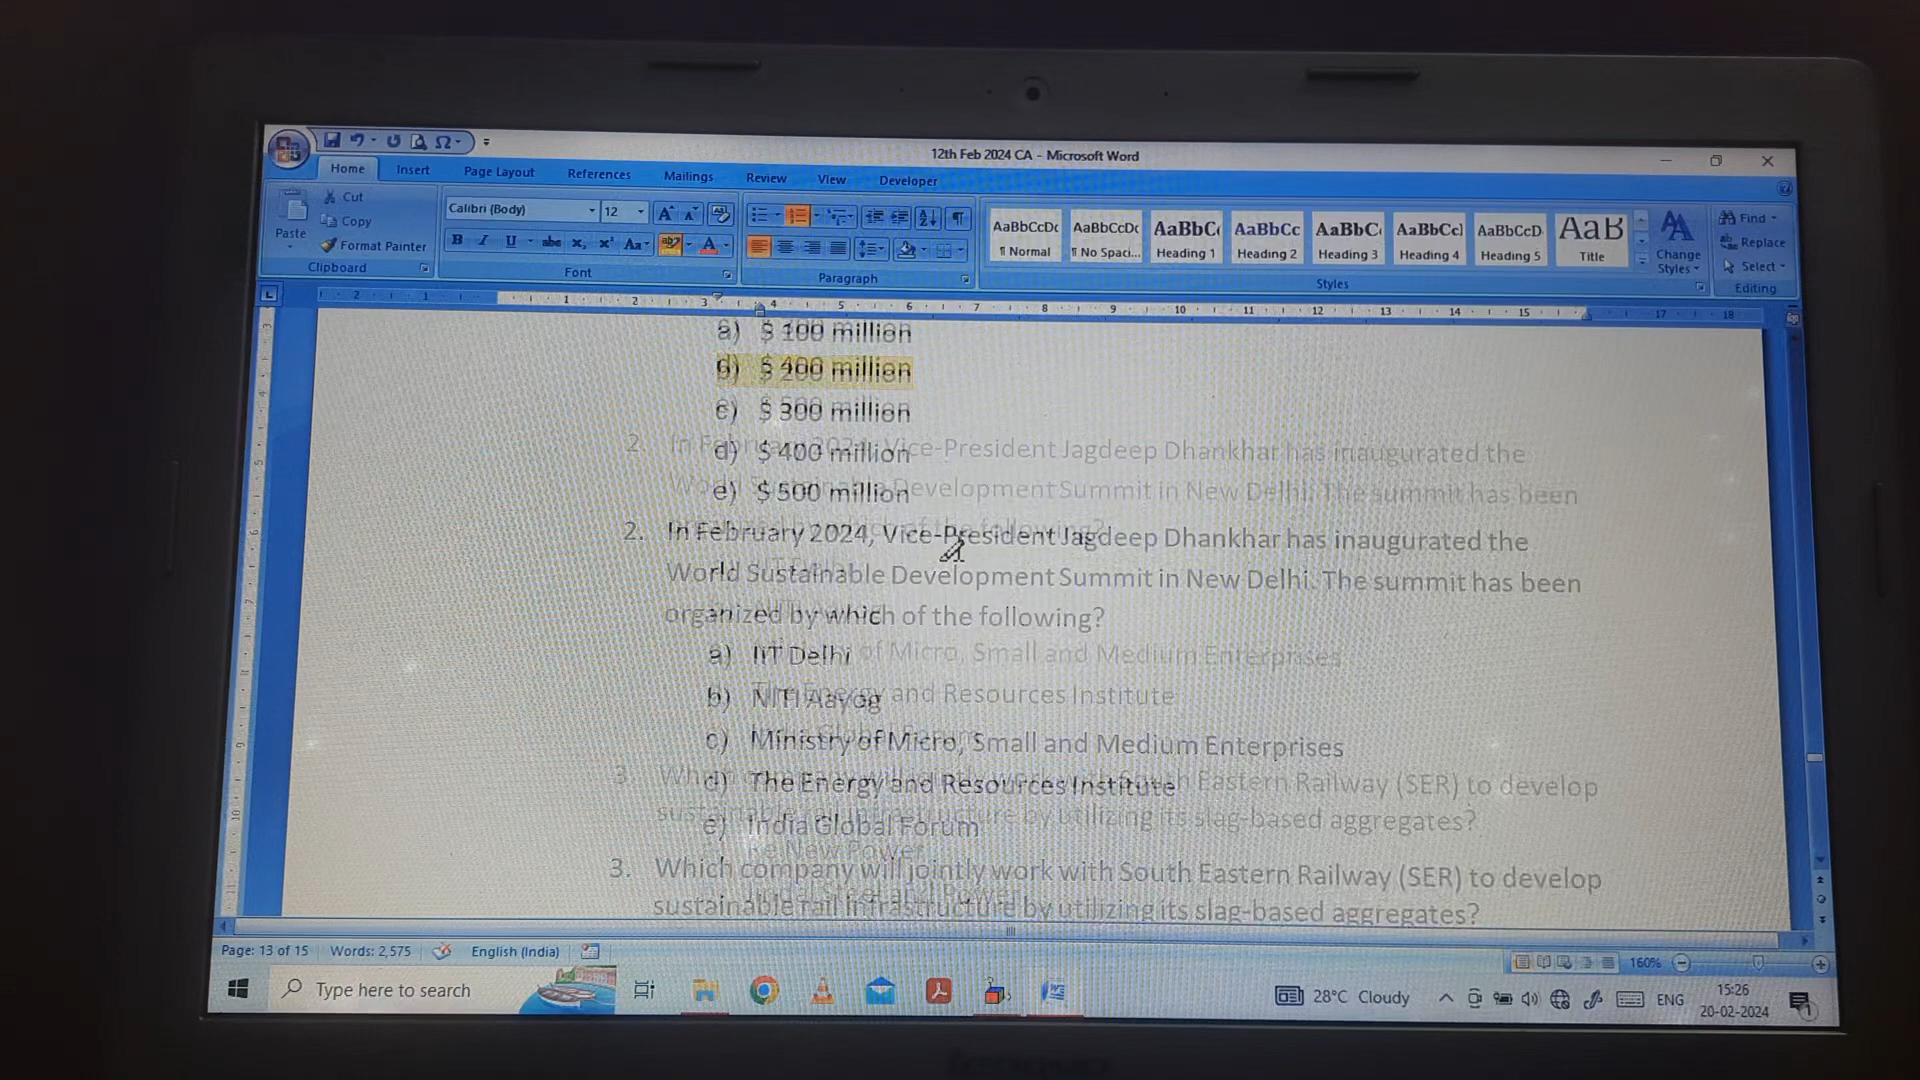 12th Feb 2024 CA - Microsoft Word
Home Insert Page Layout References Mailings Review View Developer
Paste
Cut
Copy
Format Painter
Clipboard
Calibri (Body) 12
Font
Paragraph
AaBbCcDc
¶ Normal
AaBbCcDc
¶ No Spaci...
AaBbC
Heading 1
AaBbCc
Heading 2
AaBbC
Heading 3
AaBbCcI
Heading 4
AaBbCcD
Heading 5
AaB
Title
Change
Styles
Styles
Find
Replace
Select
Editing
a) $ 100 million
$ 200 million
c) $ 300 million
d) $ 400 million
e) $ 500 million
2. In February 2024, Vice-President Jagdeep Dhankhar has inaugurated the
World Sustainable Development Summit in New Delhi. The summit has been
organized by which of the following?
a) IIT Delhi
b) NITI Aayog
c) Ministry of Micro, Small and Medium Enterprises
d) The Energy and Resources Institute
e) India Global Forum
3. Which company will jointly work with South Eastern Railway (SER) to develop
sustainable rail infrastructure by utilizing its slag-based aggregates?
Page: 13 of 15 Words: 2,575 English (India) 160%
Type here to search
28°C Cloudy ENG
15:26
20-02-2024